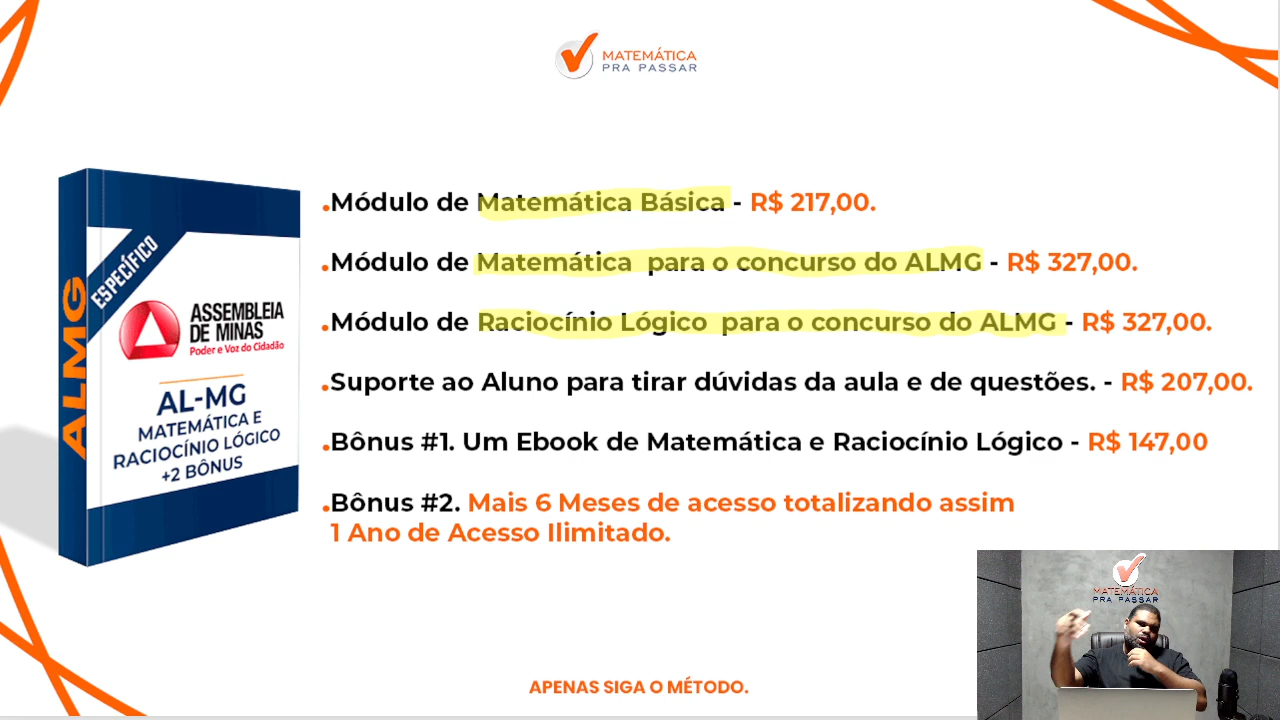 MATEMÁTICA
PRA PASSAR
.Módulo de Matemática Básica - R$ 217,00.
.Módulo de Matemática para o concurso do ALMG - R$ 327,00.
.Módulo de Raciocínio Lógico para o concurso do ALMG - R$ 327,00.
.Suporte ao Aluno para tirar dúvidas da aula e de questões. - R$ 207,00.
.Bônus #1. Um Ebook de Matemática e Raciocínio Lógico - R$ 147,00
.Bônus #2. Mais 6 Meses de acesso totalizando assim
1 Ano de Acesso Ilimitado.
ALMG
ESPECÍFICO
ASSEMBLEIA
DE MINAS
Poder e Voz do Cidadão
AL-MG
MATEMÁTICA E
RACIOCÍNIO LÓGICO
+2 BÔNUS
MATEMÁTICA
PRA PASSAR
APENAS SIGA O MÉTODO.